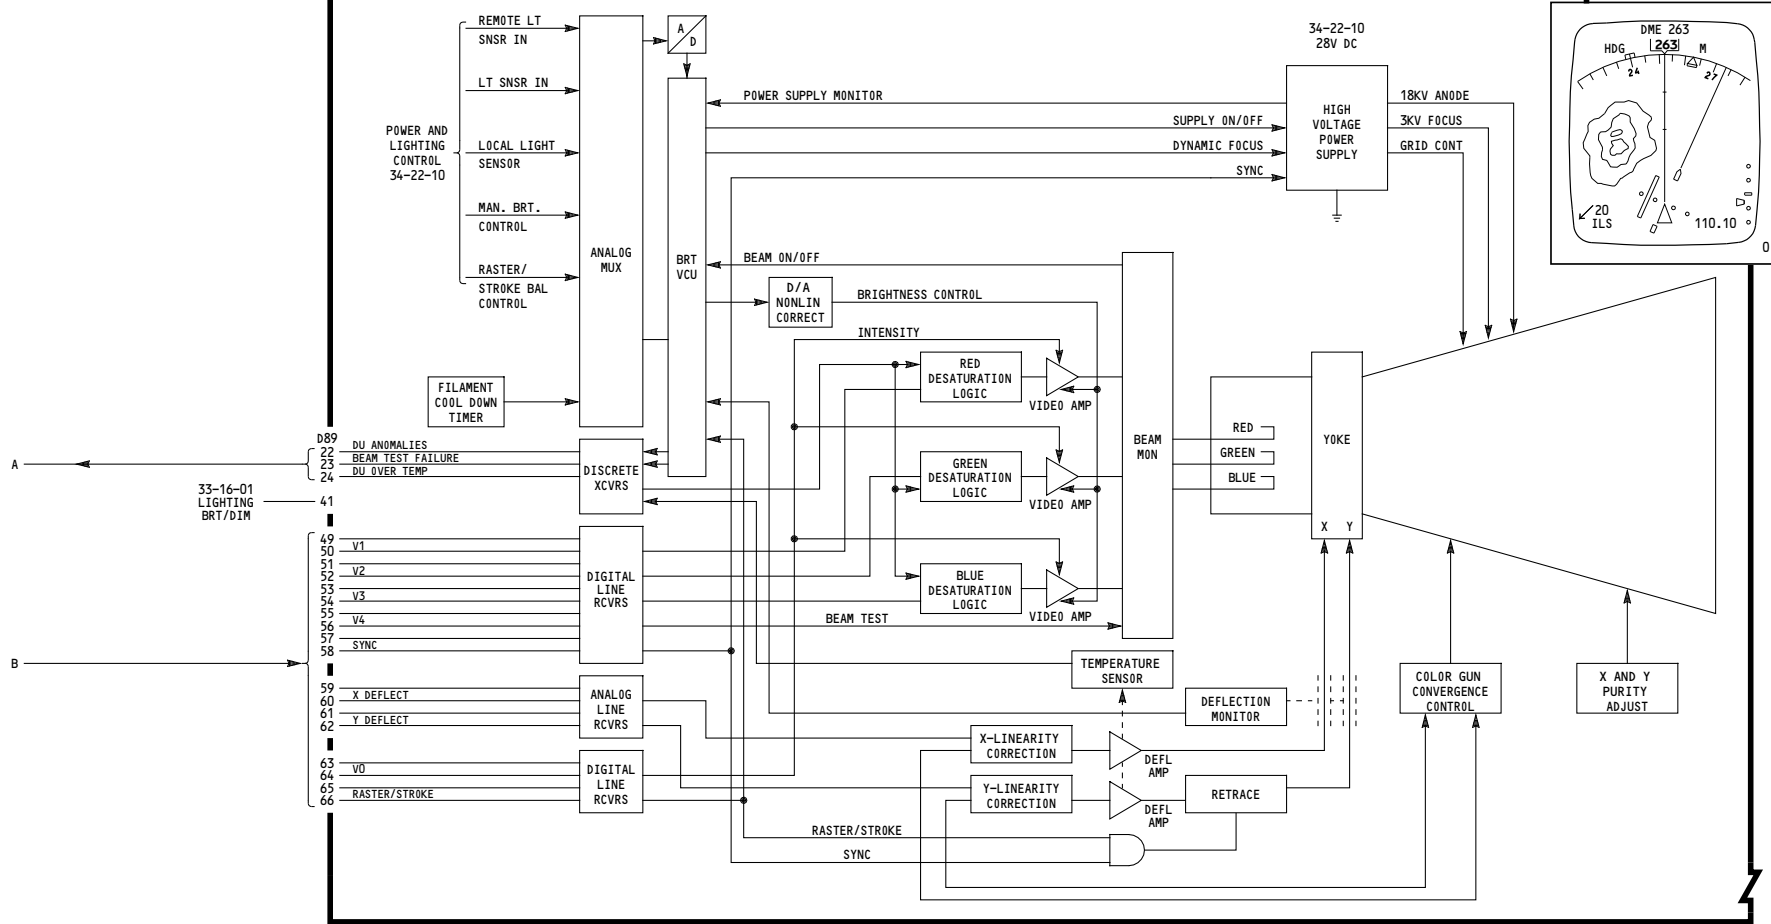 REMOTE LT
SNSR IN
LT SNSR IN
POWER AND
LIGHTING
CONTROL
34-22-10
LOCAL LIGHT
SENSOR
MAN. BRT.
CONTROL
RASTER/
STROKE BAL
CONTROL
FILAMENT
COOL DOWN
TIMER
ANALOG
MUX
A
D
BRT
VCU
POWER SUPPLY MONITOR
SUPPLY ON/OFF
DYNAMIC FOCUS
SYNC
34-22-10
28V DC
HIGH
VOLTAGE
POWER
SUPPLY
18KV ANODE
3KV FOCUS
GRID CONT
DME 263
HDG
263
M
24
27
20
ILS
110.10
0
BEAM ON/OFF
D/A
NONLIN
CORRECT
BRIGHTNESS CONTROL
INTENSITY
RED
DESATURATION
LOGIC
VIDEO AMP
GREEN
DESATURATION
LOGIC
VIDEO AMP
BLUE
DESATURATION
LOGIC
VIDEO AMP
BEAM TEST
BEAM
MON
RED
GREEN
BLUE
YOKE
X Y
D89
A
22 DU ANOMALIES
23 BEAM TEST FAILURE
24 DU OVER TEMP
DISCRETE
XCVRS
33-16-01
LIGHTING
BRT/DIM
41
49
50 V1
51
52 V2
53
54 V3
55
56 V4
57
58 SYNC
DIGITAL
LINE
RCVRS
B
59
60 X DEFLECT
61
62 Y DEFLECT
ANALOG
LINE
RCVRS
63
64 V0
65
66 RASTER/STROKE
DIGITAL
LINE
RCVRS
TEMPERATURE
SENSOR
DEFLECTION
MONITOR
X-LINEARITY
CORRECTION
DEFL
AMP
Y-LINEARITY
CORRECTION
DEFL
AMP
RETRACE
RASTER/STROKE
SYNC
COLOR GUN
CONVERGENCE
CONTROL
X AND Y
PURITY
ADJUST